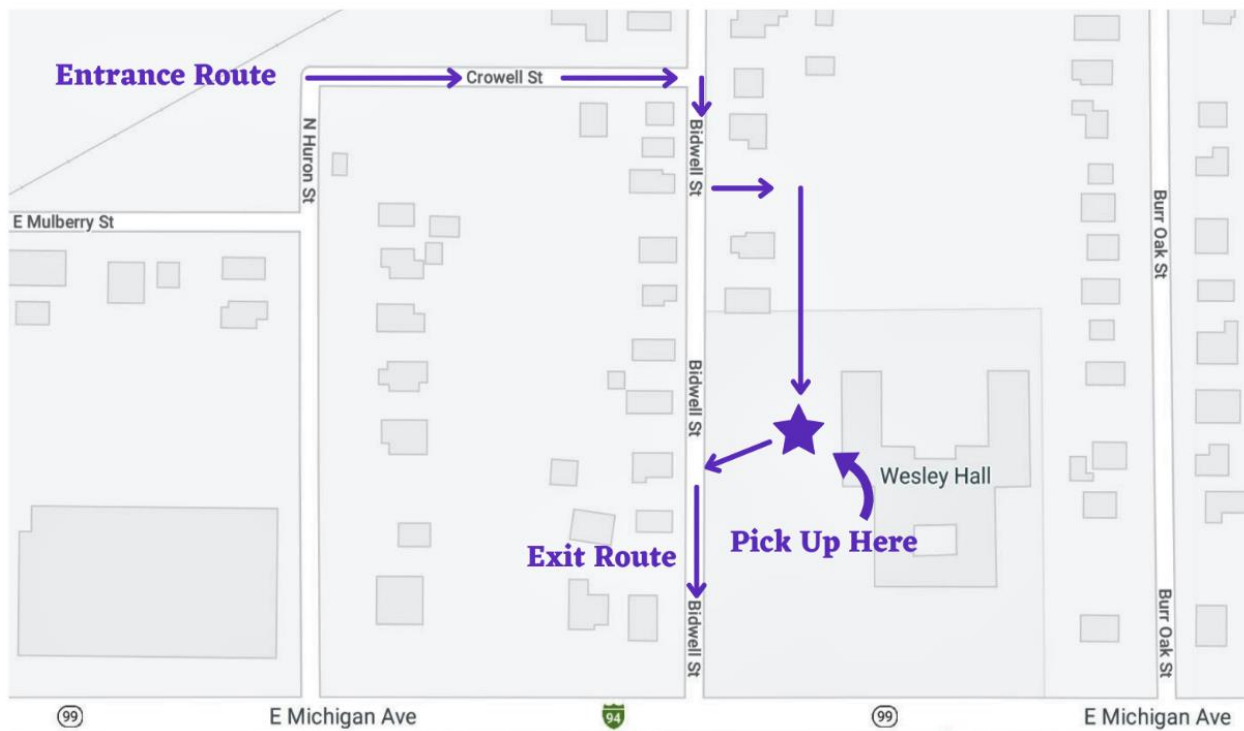 Entrance Route
Crowell St
N Huron St
Bidwell St
E Mulberry St
Burr Oak St
Bidwell St
Wesley Hall
Pick Up Here
Exit Route
Bidwell St
Burr Oak St
99
E Michigan Ave
94
99
E Michigan Ave